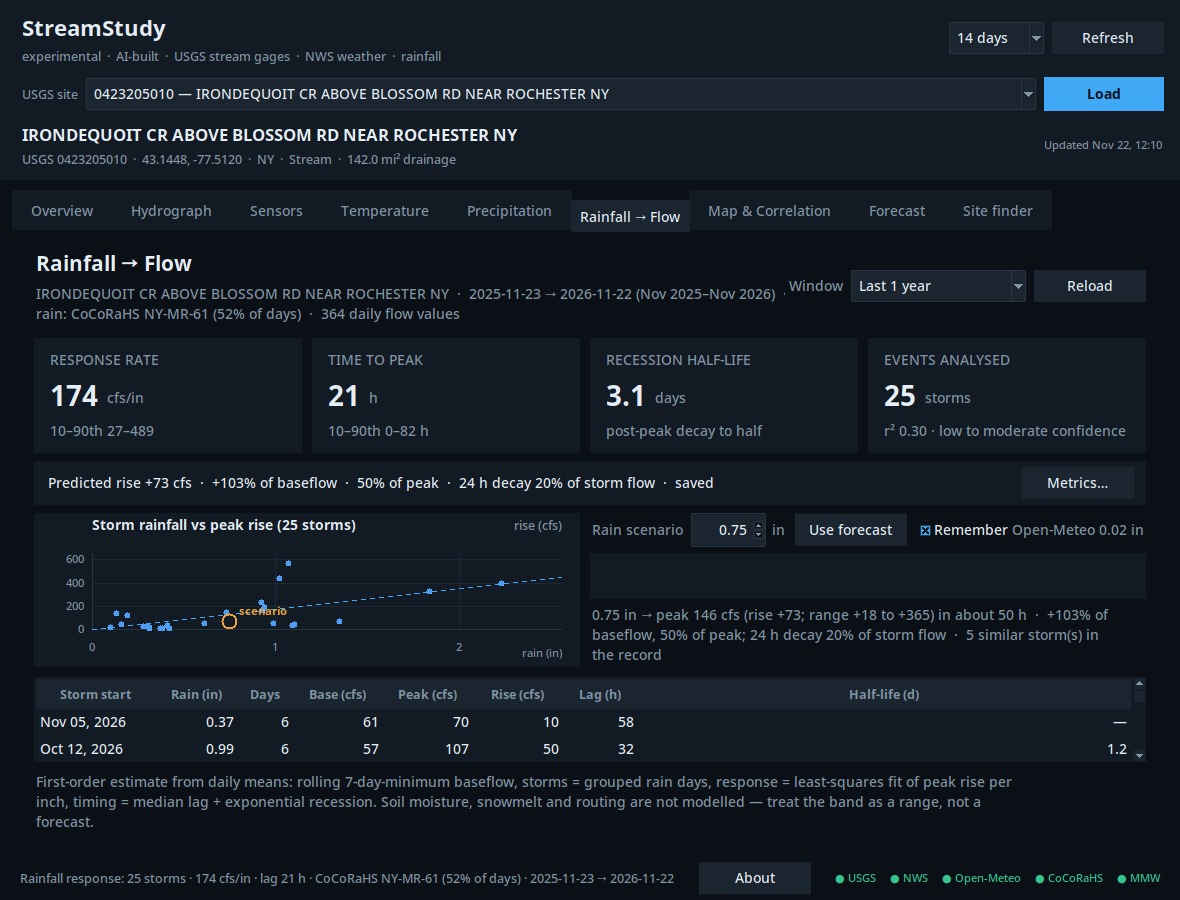 StreamStudy
experimental · AI-built · USGS stream gages · NWS weather · rainfall
14 days
Refresh
USGS site
0423205010 — IRONDEQUOIT CR ABOVE BLOSSOM RD NEAR ROCHESTER NY
Load
IRONDEQUOIT CR ABOVE BLOSSOM RD NEAR ROCHESTER NY
USGS 0423205010 · 43.1448, -77.5120 · NY · Stream · 142.0 mi² drainage
Updated Nov 22, 12:10
Overview
Hydrograph
Sensors
Temperature
Precipitation
Rainfall → Flow
Map & Correlation
Forecast
Site finder
Rainfall → Flow
IRONDEQUOIT CR ABOVE BLOSSOM RD NEAR ROCHESTER NY · 2025-11-23 → 2026-11-22 (Nov 2025–Nov 2026) ·
rain: CoCoRaHS NY-MR-61 (52% of days) · 364 daily flow values
Window
Last 1 year
Reload
RESPONSE RATE
174 cfs/in
10–90th 27–489
TIME TO PEAK
21 h
10–90th 0–82 h
RECESSION HALF-LIFE
3.1 days
post-peak decay to half
EVENTS ANALYSED
25 storms
r² 0.30 · low to moderate confidence
Predicted rise +73 cfs · +103% of baseflow · 50% of peak · 24 h decay 20% of storm flow · saved
Metrics...
Storm rainfall vs peak rise (25 storms)
rise (cfs)
600
400
200
0
scenario
0
1
2
rain (in)
Rain scenario
0.75
in
Use forecast
Remember
Open-Meteo 0.02 in
0.75 in → peak 146 cfs (rise +73; range +18 to +365) in about 50 h · +103% of
baseflow, 50% of peak; 24 h decay 20% of storm flow · 5 similar storm(s) in
the record
Storm start Rain (in) Days Base (cfs) Peak (cfs) Rise (cfs) Lag (h) Half-life (d)
Nov 05, 2026 0.37 6 61 70 10 58 —
Oct 12, 2026 0.99 6 57 107 50 32 1.2
First-order estimate from daily means: rolling 7-day-minimum baseflow, storms = grouped rain days, response = least-squares fit of peak rise per
inch, timing = median lag + exponential recession. Soil moisture, snowmelt and routing are not modelled — treat the band as a range, not a
forecast.
Rainfall response: 25 storms · 174 cfs/in · lag 21 h · CoCoRaHS NY-MR-61 (52% of days) · 2025-11-23 → 2026-11-22
About
USGS
NWS
Open-Meteo
CoCoRaHS
MMW